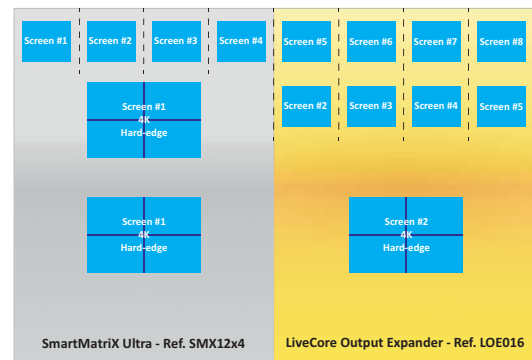 Screen #1 Screen #2 Screen #3 Screen #4 Screen #5 Screen #6 Screen #7 Screen #8
Screen #1
4K
Hard-edge
Screen #2 Screen #3 Screen #4 Screen #5
Screen #1
4K
Hard-edge
Screen #2
4K
Hard-edge
SmartMatriX Ultra - Ref. SMX12x4
LiveCore Output Expander - Ref. LOE016